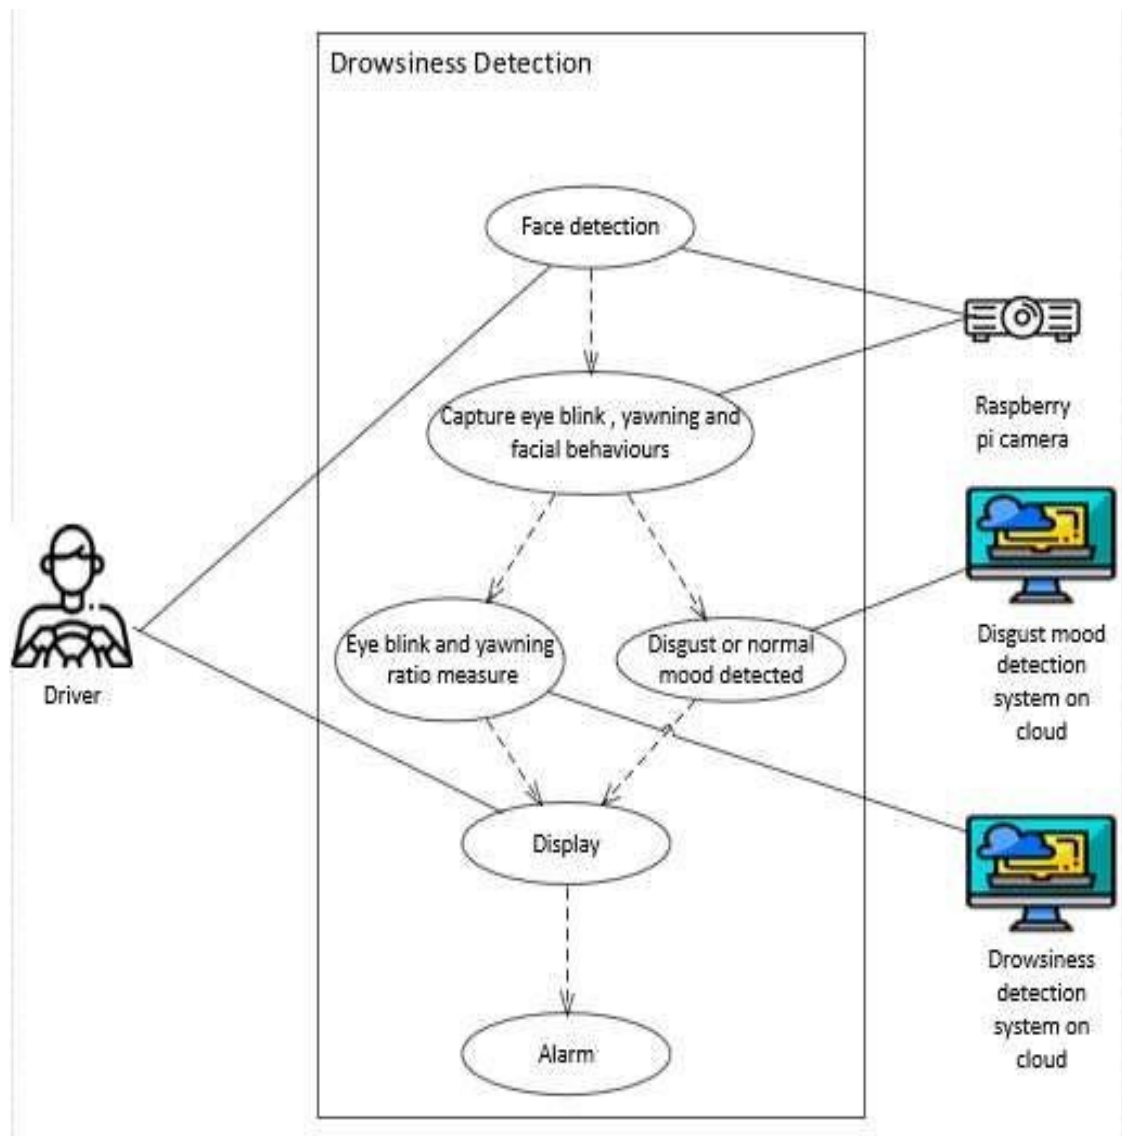 Drowsiness Detection
Face detection
Capture eye blink , yawning and
facial behaviours
Raspberry
pi camera
Driver
Eye blink and yawning
ratio measure
Disgust or normal
mood detected
Disgust mood
detection
system on
cloud
Display
Drowsiness
detection
system on
cloud
Alarm